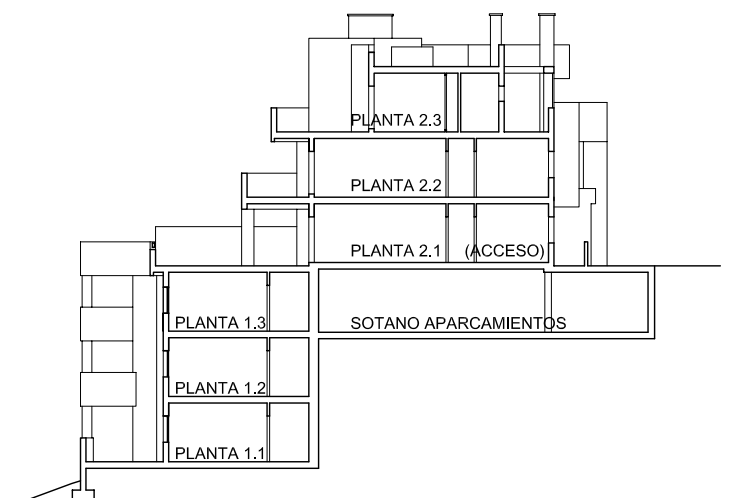 PLANTA 2.3
PLANTA 2.2
PLANTA 2.1 (ACCESO)
PLANTA 1.3 SOTANO APARCAMIENTOS
PLANTA 1.2
PLANTA 1.1